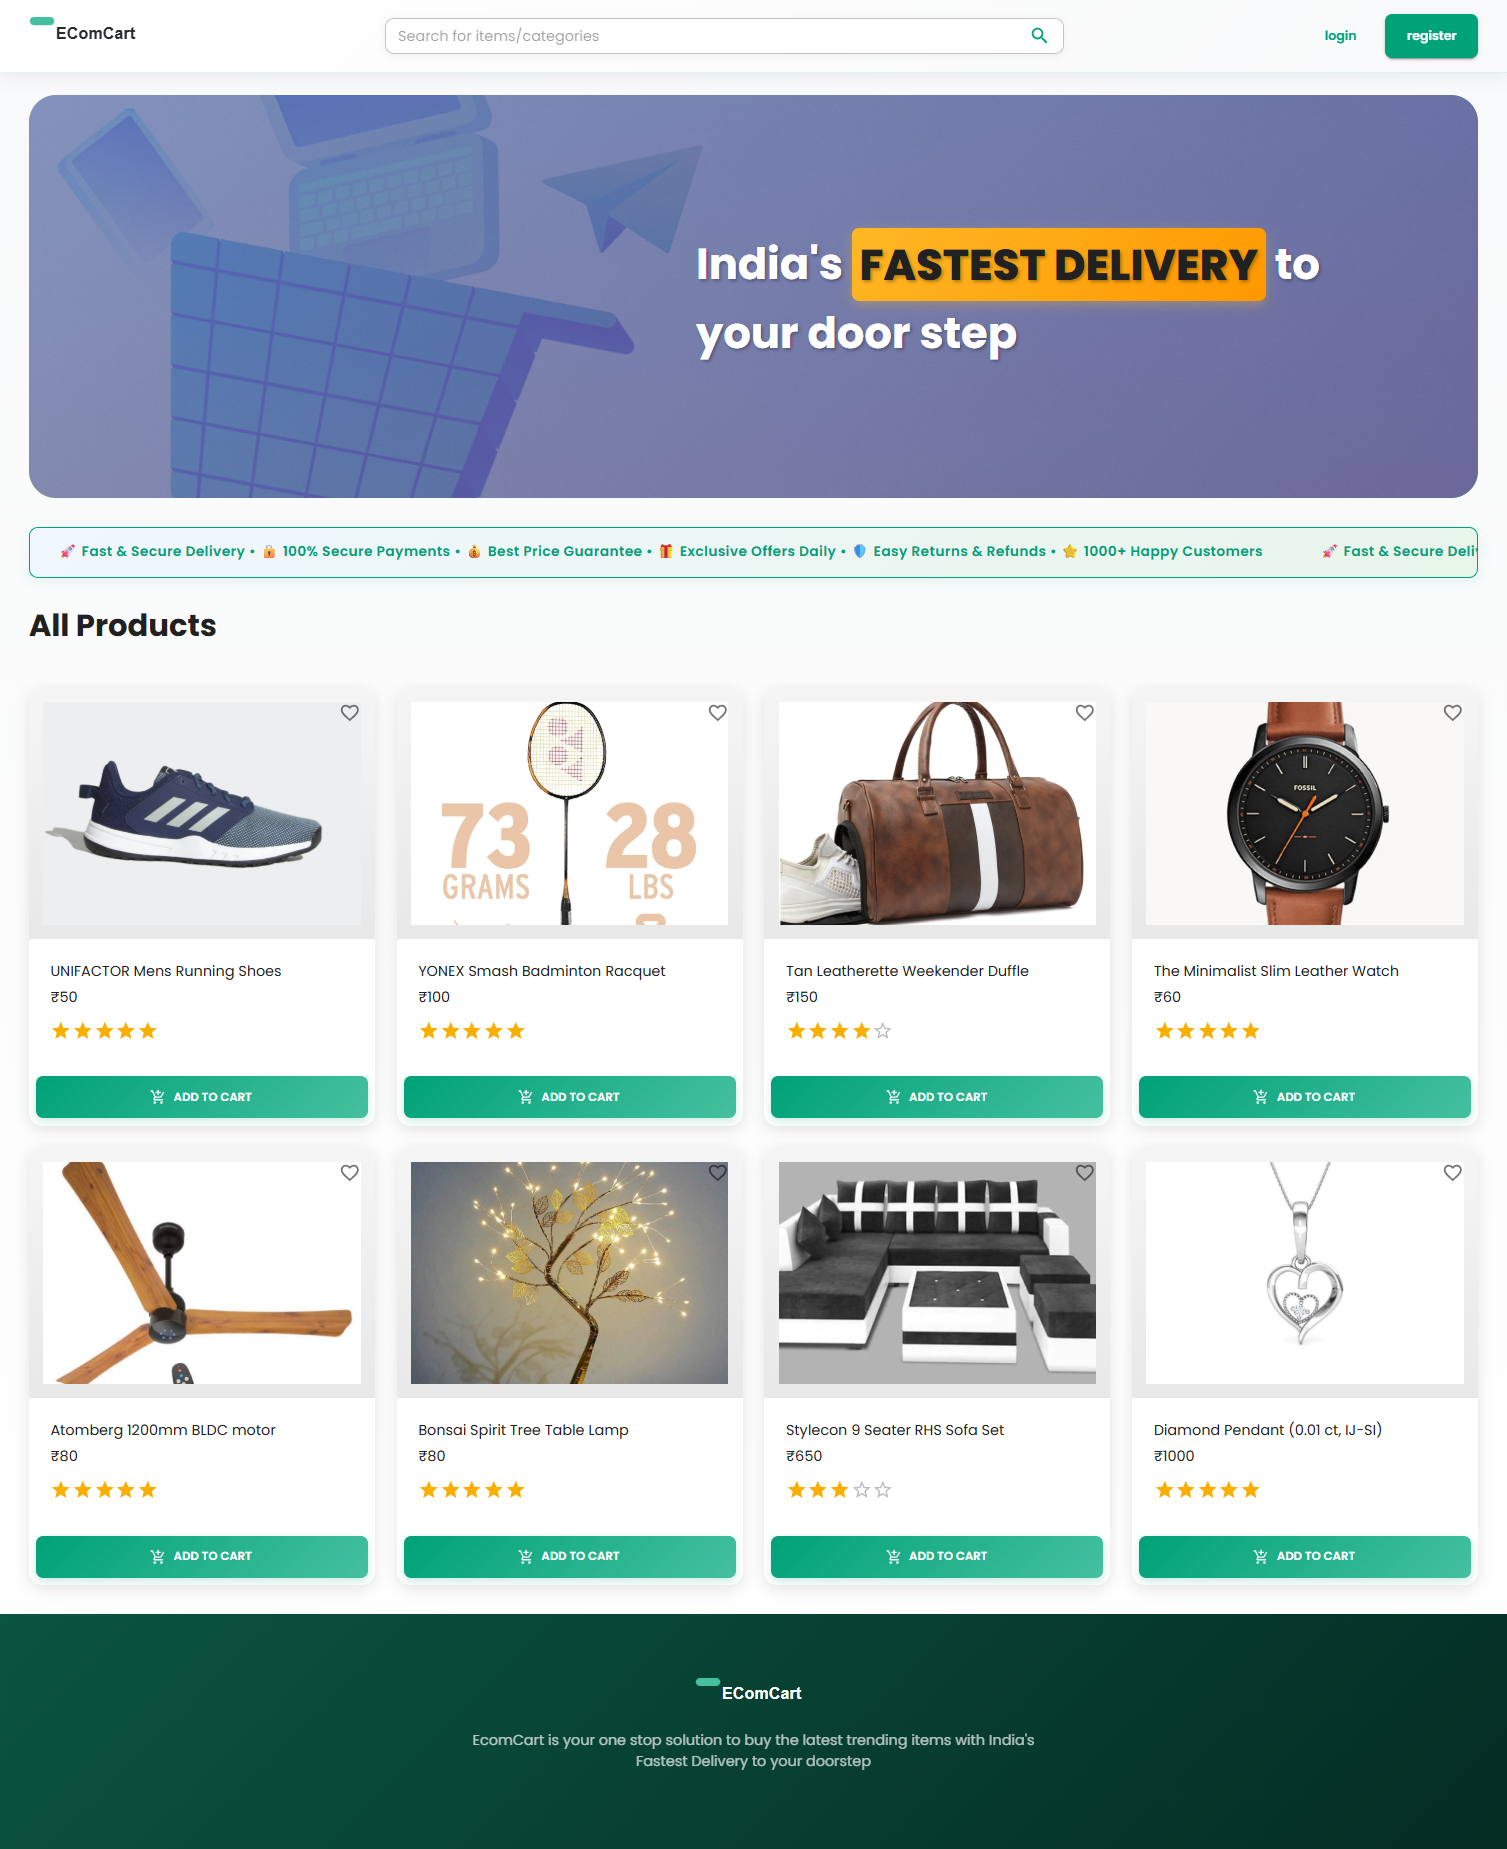 EComCart
Search for items/categories
login
register
India's FASTEST DELIVERY to
your door step
🚀 Fast & Secure Delivery • 🔒 100% Secure Payments • 💰 Best Price Guarantee • 🎁 Exclusive Offers Daily • 🛡️ Easy Returns & Refunds • ⭐ 1000+ Happy Customers 🚀 Fast & Secure
All Products
73
GRAMS
28
LBS
FOSSIL
UNIFACTOR Mens Running Shoes
₹50
ADD TO CART
YONEX Smash Badminton Racquet
₹100
ADD TO CART
Tan Leatherette Weekender Duffle
₹150
ADD TO CART
The Minimalist Slim Leather Watch
₹60
ADD TO CART
Atomberg 1200mm BLDC motor
₹80
ADD TO CART
Bonsai Spirit Tree Table Lamp
₹80
ADD TO CART
Stylecon 9 Seater RHS Sofa Set
₹650
ADD TO CART
Diamond Pendant (0.01 ct, IJ-SI)
₹1000
ADD TO CART
EComCart
EcomCart is your one stop solution to buy the latest trending items with India's
Fastest Delivery to your doorstep